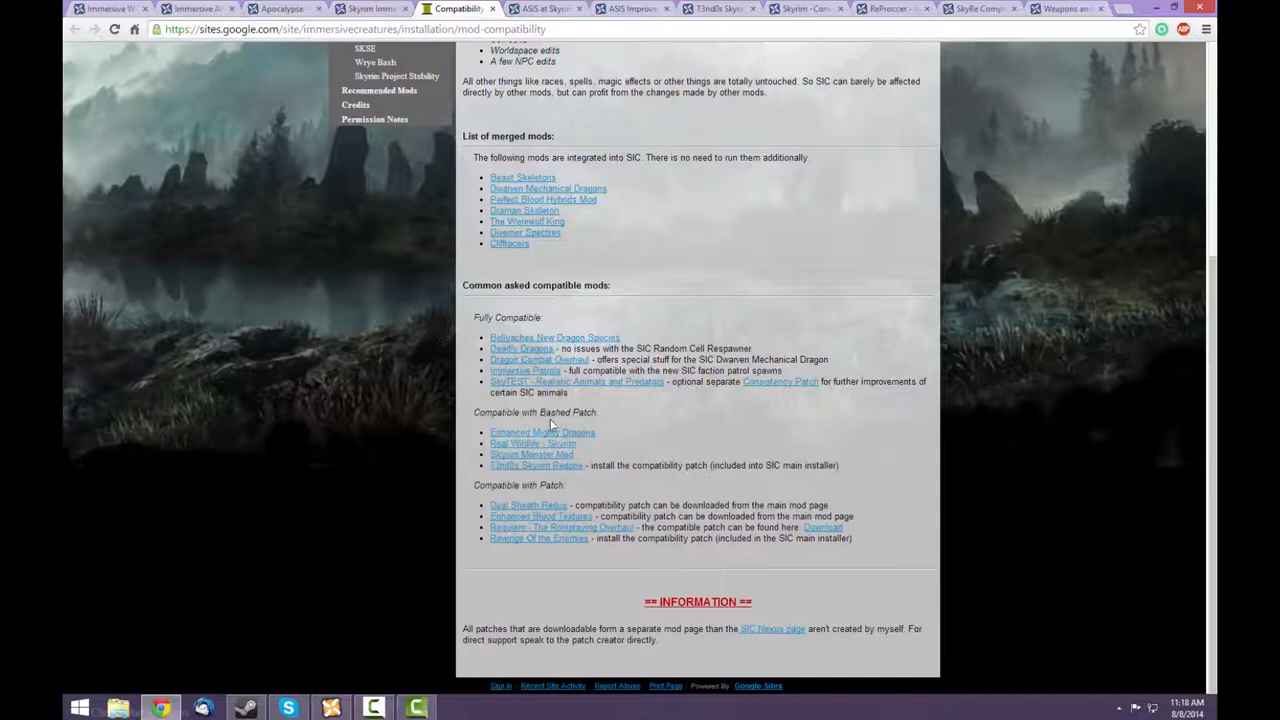 Immersive W
Immersive A
Apocalypse -
Skyrim Imm
Compatibility
ASIS at Skyrim
ASIS Improve
T3nd0s Skyr
Skyrim -Com
ReProccer -
SkyRe Comp
Weapons and
https://sites.google.com/site/immersivecreatures/installation/mod-compatibility
SKSE
Wrye Bash
Skyrim Project Stability
Recommended Mods
Credits
Permission Notes
Worldspace edits
A few NPC edits
All other things like races, spells, magic effects or other things are totally untouched. So SIC can barely be affected
directly by other mods, but can profit from the changes made by other mods.
List of merged mods:
The following mods are integrated into SIC. There is no need to run them additionally.
Beast Skeletons
Dwarven Mechanical Dragons
Perfect Blood Hybrids Mod
Draman Skeleton
The Werewolf King
Dwemer Spectres
Cliffracers
Common asked compatible mods:
Fully Compatible:
Bellyaches New Dragon Species
Deadly Dragons - no issues with the SIC Random Cell Respawner
Dragon Combat Overhaul - offers special stuff for the SIC Dwarven Mechanical Dragon
Immersive Patrols - full compatible with the new SIC faction patrol spawns
SkyTEST - Realistic Animals and Predators - optional separate Consistency Patch for further improvements of
certain SIC animals
Compatible with Bashed Patch:
Enhanced Mighty Dragons
Real Wildlife - Skyrim
Skyrim Monster Mod
T3nd0s Skyrim Redone - install the compatibility patch (included into SIC main installer)
Compatible with Patch:
Dual Sheath Redux - compatibility patch can be downloaded from the main mod page
Enhanced Blood Textures - compatibility patch can be downloaded from the main mod page
Requiem - The Roleplaying Overhaul - the compatible patch can be found here: Download
Revenge Of the Enemies - install the compatibility patch (included in the SIC main installer)
== INFORMATION ==
All patches that are downloadable form a separate mod page than the SIC Nexus page aren't created by myself. For
direct support speak to the patch creator directly.
Sign in | Recent Site Activity | Report Abuse | Print Page | Powered By Google Sites
11:18 AM
8/8/2014